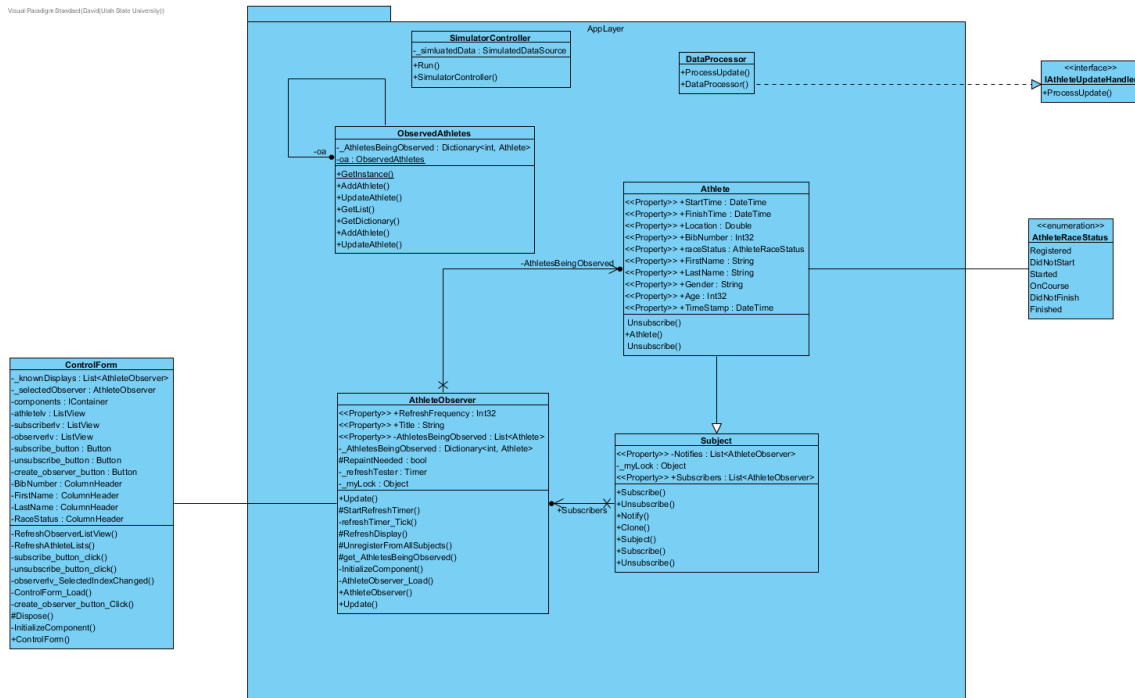 Visual Paradigm Standard(David(Utah State University))
AppLayer
SimulatorController
-_simluatedData : SimulatedDataSource
+Run()
+SimulatorController()
DataProcessor
+ProcessUpdate()
+DataProcessor()
<<interface>>
IAthleteUpdateHandler
+ProcessUpdate()
ObservedAthletes
-_AthletesBeingObserved : Dictionary<int, Athlete>
-oa : ObservedAthletes
+GetInstance()
+AddAthlete()
+UpdateAthlete()
+GetList()
+GetDictionary()
+AddAthlete()
+UpdateAthlete()
-oa
Athlete
<<Property>> +StartTime : DateTime
<<Property>> +FinishTime : DateTime
<<Property>> +Location : Double
<<Property>> +BibNumber : Int32
<<Property>> +raceStatus : AthleteRaceStatus
<<Property>> +FirstName : String
<<Property>> +LastName : String
<<Property>> +Gender : String
<<Property>> +Age : Int32
<<Property>> +TimeStamp : DateTime
Unsubscribe()
+Athlete()
Unsubscribe()
<<enumeration>>
AthleteRaceStatus
Registered
DidNotStart
Started
OnCourse
DidNotFinish
Finished
-AthletesBeingObserved
ControlForm
-_knownDisplays : List<AthleteObserver>
-_selectedObserver : AthleteObserver
-components : IContainer
-athletelv : ListView
-subscriberlv : ListView
-observerlv : ListView
-subscribe_button : Button
-unsubscribe_button : Button
-create_observer_button : Button
-BibNumber : ColumnHeader
-FirstName : ColumnHeader
-LastName : ColumnHeader
-RaceStatus : ColumnHeader
-RefreshObserverListView()
-RefreshAthleteLists()
-subscribe_button_click()
-unsubscribe_button_click()
-observerlv_SelectedIndexChanged()
-ControlForm_Load()
-create_observer_button_Click()
#Dispose()
-InitializeComponent()
+ControlForm()
AthleteObserver
<<Property>> +RefreshFrequency : Int32
<<Property>> +Title : String
<<Property>> -AthletesBeingObserved : List<Athlete>
-_AthletesBeingObserved : Dictionary<int, Athlete>
#RepaintNeeded : bool
-_refreshTester : Timer
-_myLock : Object
+Update()
#StartRefreshTimer()
-refreshTimer_Tick()
#RefreshDisplay()
#UnregisterFromAllSubjects()
#get_AthletesBeingObserved()
-InitializeComponent()
-AthleteObserver_Load()
+AthleteObserver()
+Update()
+Subscribers
Subject
<<Property>> -Notifies : List<AthleteObserver>
-_myLock : Object
<<Property>> +Subscribers : List<AthleteObserver>
+Subscribe()
+Unsubscribe()
+Notify()
+Clone()
+Subject()
+Subscribe()
+Unsubscribe()